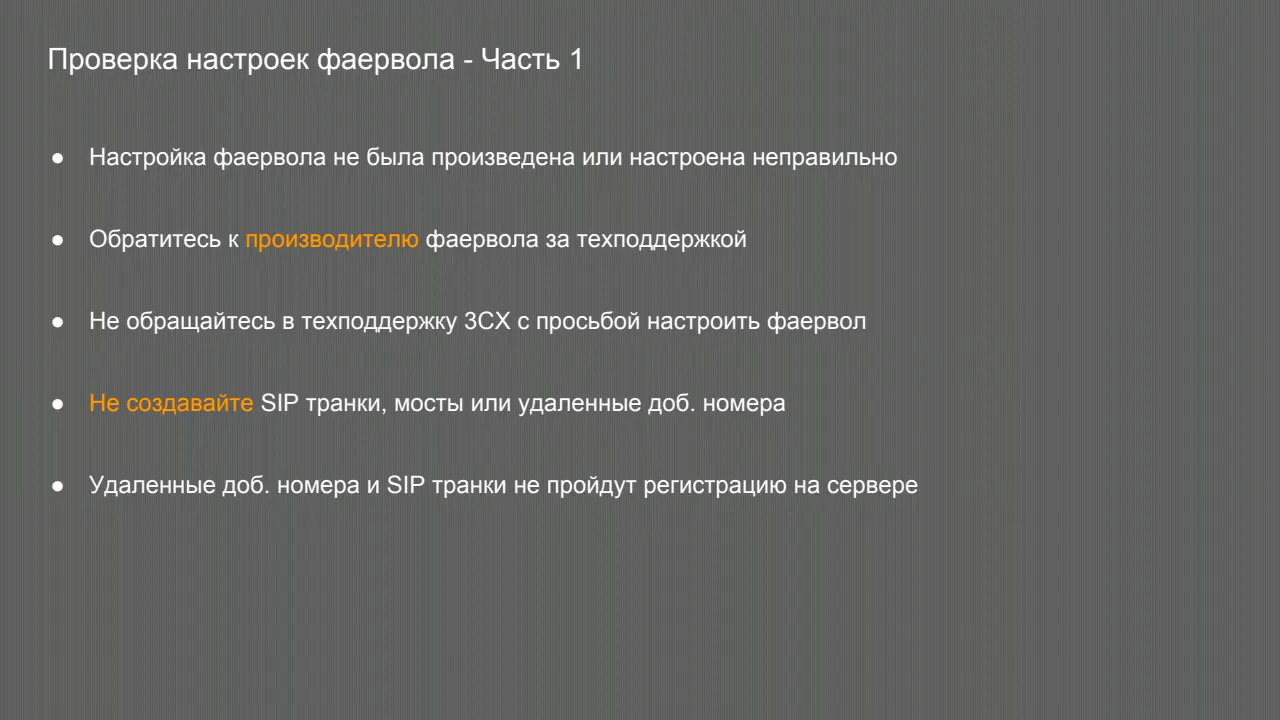 Проверка настроек фаервола - Часть 1
● Настройка фаервола не была произведена или настроена неправильно
● Обратитесь к производителю фаервола за техподдержкой
● Не обращайтесь в техподдержку 3CX с просьбой настроить фаервол
● Не создавайте SIP транки, мосты или удаленные доб. номера
● Удаленные доб. номера и SIP транки не пройдут регистрацию на сервере